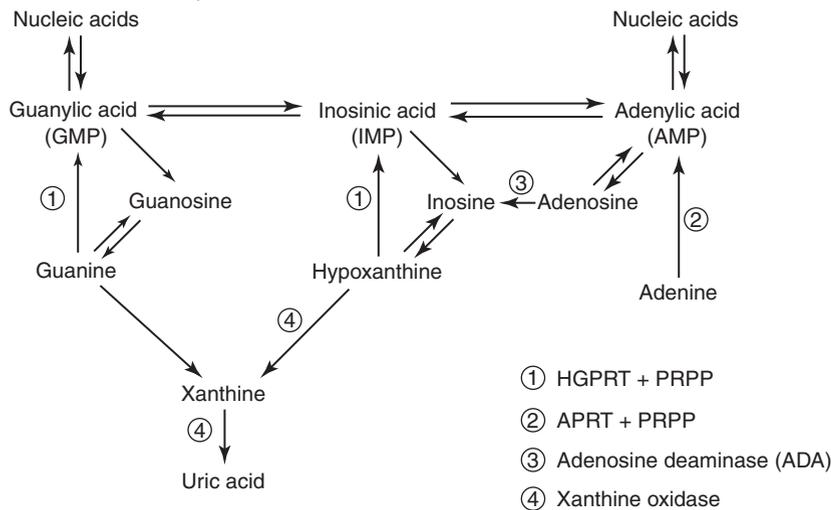 Nucleic acids
Nucleic acids
Guanylic acid
(GMP)
Inosinic acid
(IMP)
Adenylic acid
(AMP)
①
Guanosine
①
Inosine
③
Adenosine
②
Guanine
Hypoxanthine
Adenine
④
Xanthine
④
Uric acid
① HGPRT + PRPP
② APRT + PRPP
③ Adenosine deaminase (ADA)
④ Xanthine oxidase